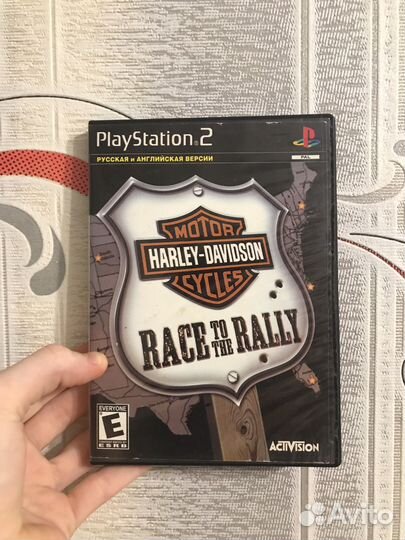 PlayStation 2
РУССКАЯ и АНГЛИЙСКАЯ ВЕРСИИ
PAL
MOTOR
HARLEY-DAVIDSON
CYCLES
RACE TO THE RALLY
EVERYONE
E
ESRB
ACTIVISION
Avito